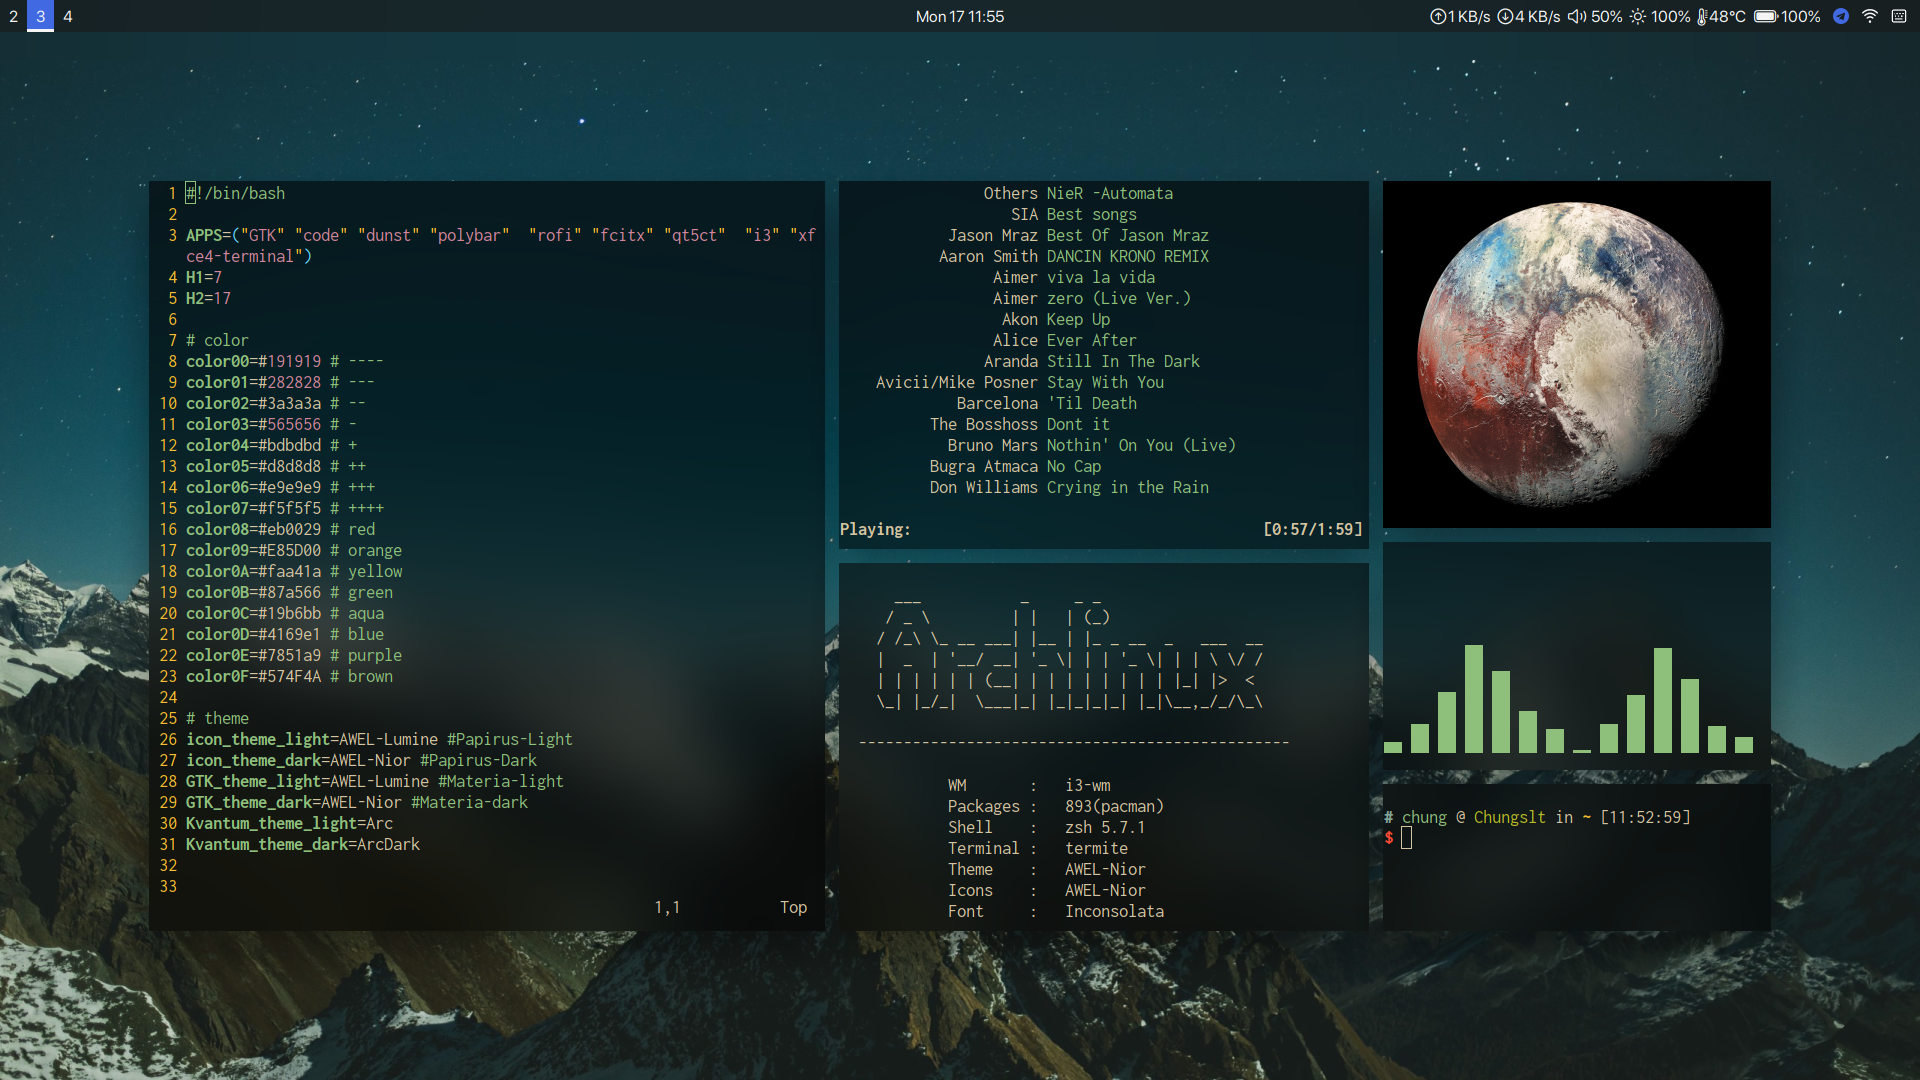 2 3 4
Mon 17 11:55
1 KB/s 4 KB/s 50% 100% 48°C 100%
1 #!/bin/bash
2
3 APPS=("GTK" "code" "dunst" "polybar"  "rofi" "fcitx" "qt5ct"  "i3" "xf
ce4-terminal")
4 H1=7
5 H2=17
6
7 # color
8 color00=#191919 # ----
9 color01=#282828 # ---
10 color02=#3a3a3a # --
11 color03=#565656 # -
12 color04=#bdbdbd # +
13 color05=#d8d8d8 # ++
14 color06=#e9e9e9 # +++
15 color07=#f5f5f5 # ++++
16 color08=#eb0029 # red
17 color09=#E85D00 # orange
18 color0A=#faa41a # yellow
19 color0B=#87a566 # green
20 color0C=#19b6bb # aqua
21 color0D=#4169e1 # blue
22 color0E=#7851a9 # purple
23 color0F=#574F4A # brown
24
25 # theme
26 icon_theme_light=AWEL-Lumine #Papirus-Light
27 icon_theme_dark=AWEL-Nior #Papirus-Dark
28 GTK_theme_light=AWEL-Lumine #Materia-light
29 GTK_theme_dark=AWEL-Nior #Materia-dark
30 Kvantum_theme_light=Arc
31 Kvantum_theme_dark=ArcDark
32
33
1,1 Top
Others NieR -Automata
SIA Best songs
Jason Mraz Best Of Jason Mraz
Aaron Smith DANCIN KRONO REMIX
Aimer viva la vida
Aimer zero (Live Ver.)
Akon Keep Up
Alice Ever After
Aranda Still In The Dark
Avicii/Mike Posner Stay With You
Barcelona 'Til Death
The Bosshoss Dont it
Bruno Mars Nothin' On You (Live)
Bugra Atmaca No Cap
Don Williams Crying in the Rain
Playing: [0:57/1:59]
Archlinux
-----------------------------------------------
WM : i3-wm
Packages : 893(pacman)
Shell : zsh 5.7.1
Terminal : termite
Theme : AWEL-Nior
Icons : AWEL-Nior
Font : Inconsolata
# chung @ Chungslt in ~ [11:52:59]
$